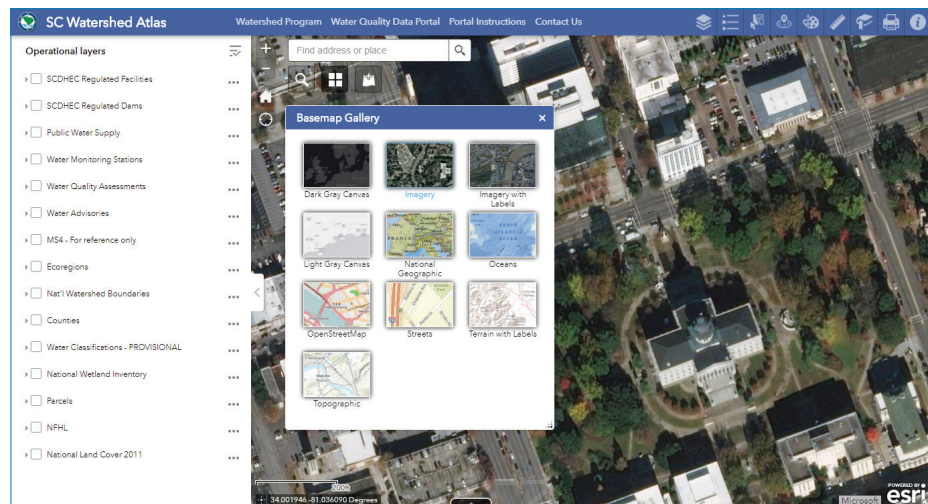 SC Watershed Atlas
Watershed Program Water Quality Data Portal Portal Instructions Contact Us
Operational layers
SCDHEC Regulated Facilities
SCDHEC Regulated Dams
Public Water Supply
Water Monitoring Stations
Water Quality Assessments
Water Advisories
MS4 - For reference only
Ecoregions
Nat'l Watershed Boundaries
Counties
Water Classifications - PROVISIONAL
National Wetland Inventory
Parcels
NFHL
National Land Cover 2011
Find address or place
Basemap Gallery
Dark Gray Canvas
Imagery
Imagery with
Labels
Light Gray Canvas
National
Geographic
Oceans
OpenStreetMap
Streets
Terrain with Labels
Topographic
200ft
34.001946 -81.036090 Degrees
Microsoft
POWERED BY
esri